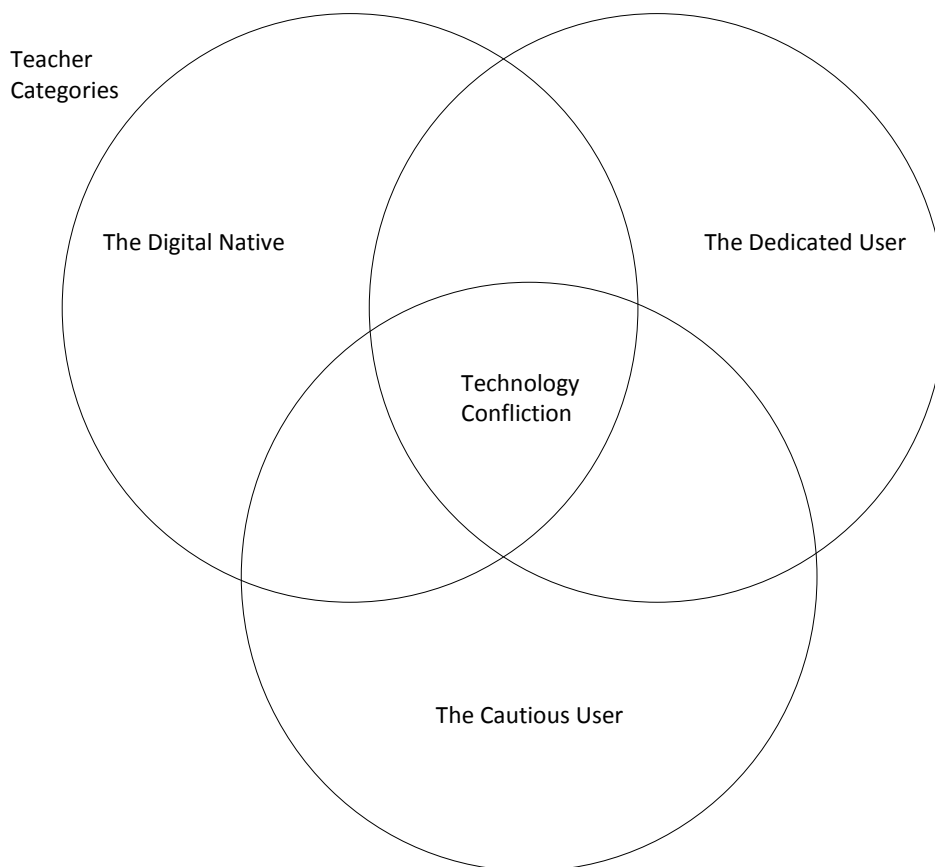 Teacher
Categories
The Digital Native
The Dedicated User
Technology
Confliction
The Cautious User